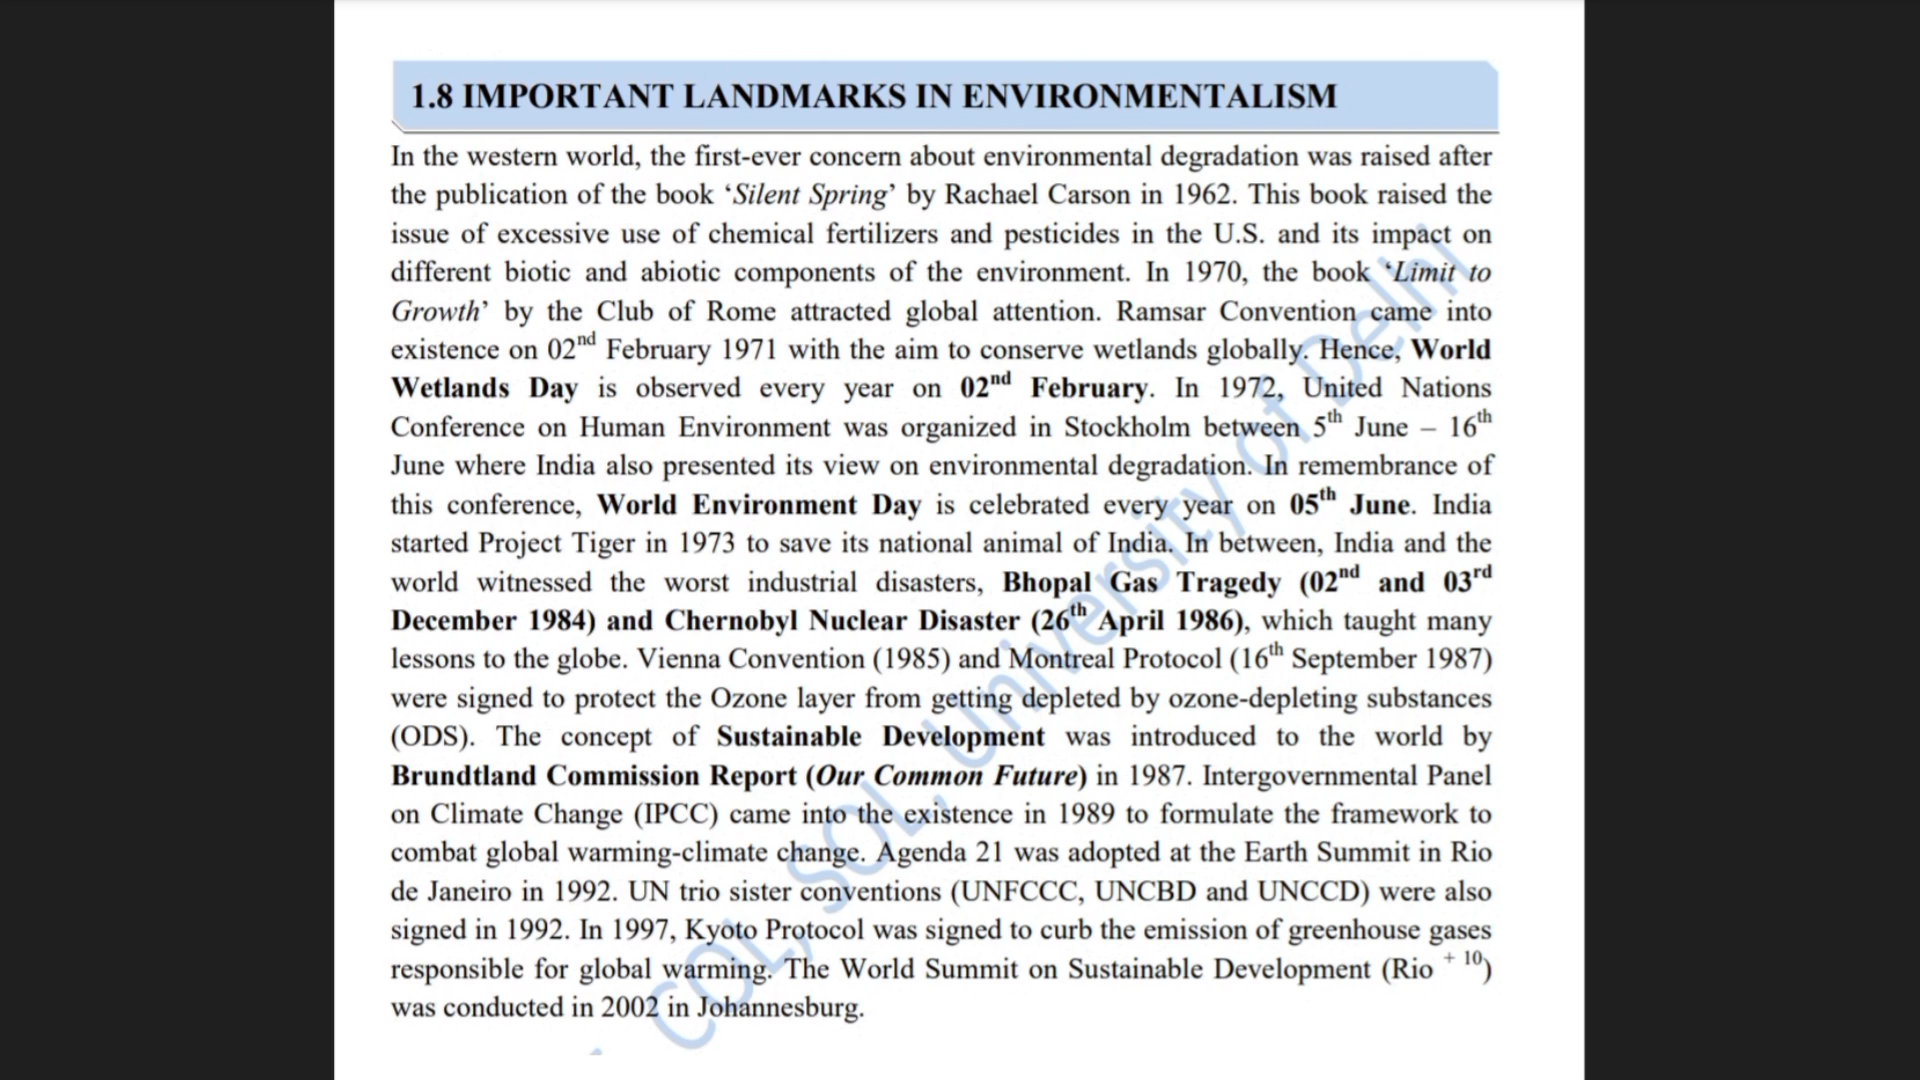 1.8 IMPORTANT LANDMARKS IN ENVIRONMENTALISM
In the western world, the first-ever concern about environmental degradation was raised after
the publication of the book ‘Silent Spring’ by Rachael Carson in 1962. This book raised the
issue of excessive use of chemical fertilizers and pesticides in the U.S. and its impact on
different biotic and abiotic components of the environment. In 1970, the book ‘Limit to
Growth’ by the Club of Rome attracted global attention. Ramsar Convention came into
existence on 02nd February 1971 with the aim to conserve wetlands globally. Hence, World
Wetlands Day is observed every year on 02nd February. In 1972, United Nations
Conference on Human Environment was organized in Stockholm between 5th June – 16th
June where India also presented its view on environmental degradation. In remembrance of
this conference, World Environment Day is celebrated every year on 05th June. India
started Project Tiger in 1973 to save its national animal of India. In between, India and the
world witnessed the worst industrial disasters, Bhopal Gas Tragedy (02nd and 03rd
December 1984) and Chernobyl Nuclear Disaster (26th April 1986), which taught many
lessons to the globe. Vienna Convention (1985) and Montreal Protocol (16th September 1987)
were signed to protect the Ozone layer from getting depleted by ozone-depleting substances
(ODS). The concept of Sustainable Development was introduced to the world by
Brundtland Commission Report (Our Common Future) in 1987. Intergovernmental Panel
on Climate Change (IPCC) came into the existence in 1989 to formulate the framework to
combat global warming-climate change. Agenda 21 was adopted at the Earth Summit in Rio
de Janeiro in 1992. UN trio sister conventions (UNFCCC, UNCBD and UNCCD) were also
signed in 1992. In 1997, Kyoto Protocol was signed to curb the emission of greenhouse gases
responsible for global warming. The World Summit on Sustainable Development (Rio + 10)
was conducted in 2002 in Johannesburg.
COL, SOL, University of Delhi